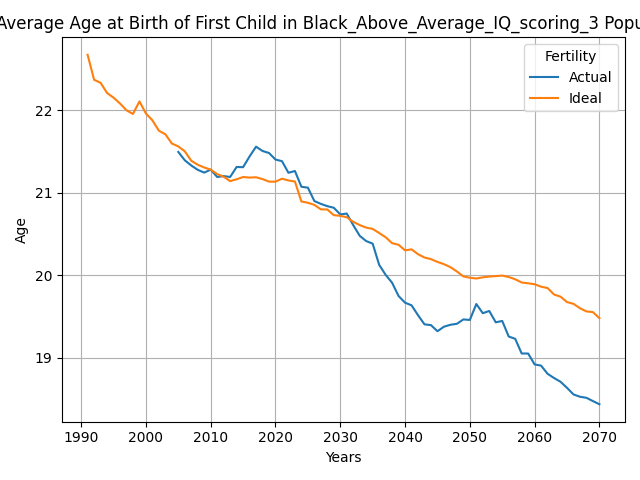 Average Age at Birth of First Child in Black_Above_Average_IQ_scoring_3
Fertility
Actual
Ideal
22
21
20
19
Age
1990 2000 2010 2020 2030 2040 2050 2060 2070
Years